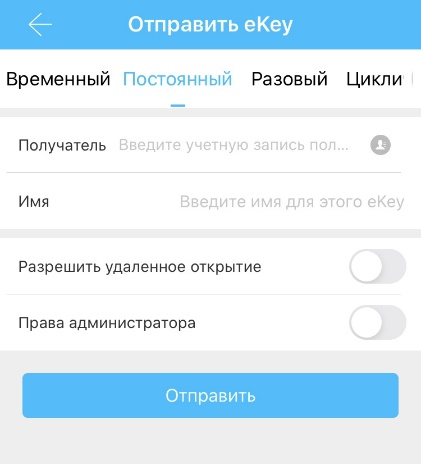 Отправить eKey
Временный Постоянный Разовый Цикли
Получатель Введите учетную запись пол...
Имя Введите имя для этого eKey
Разрешить удаленное открытие
Права администратора
Отправить